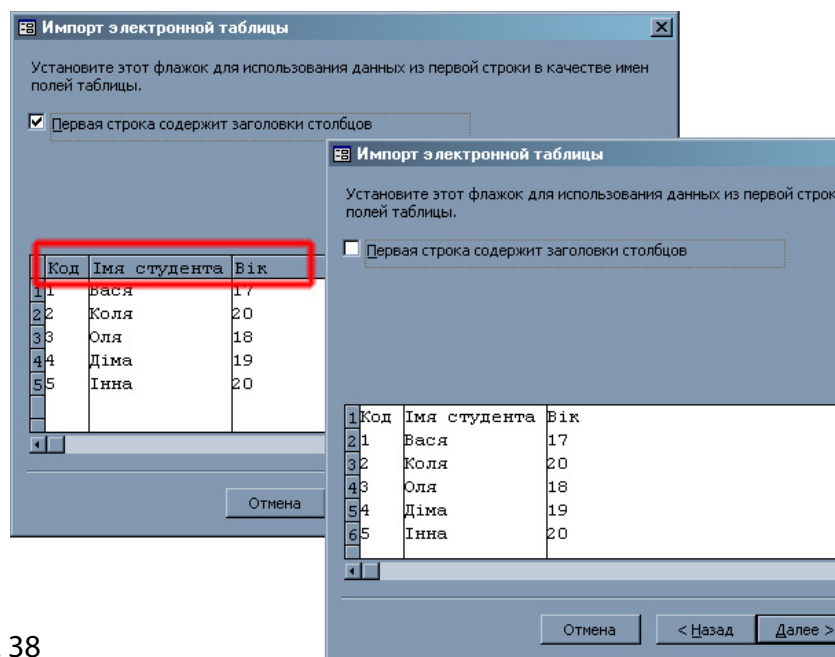 Импорт электронной таблицы
Установите этот флажок для использования данных из первой строки в качестве имен
полей таблицы.
Первая строка содержит заголовки столбцов
Код Імя студента Вік
1 1 Вася 17
2 2 Коля 20
3 3 Оля 18
4 4 Діма 19
5 5 Інна 20
Отмена
Импорт электронной таблицы
Установите этот флажок для использования данных из первой строк
полей таблицы.
Первая строка содержит заголовки столбцов
1 Код Імя студента Вік
2 1 Вася 17
3 2 Коля 20
4 3 Оля 18
5 4 Діма 19
6 5 Інна 20
Отмена < Назад Далее >
. 38